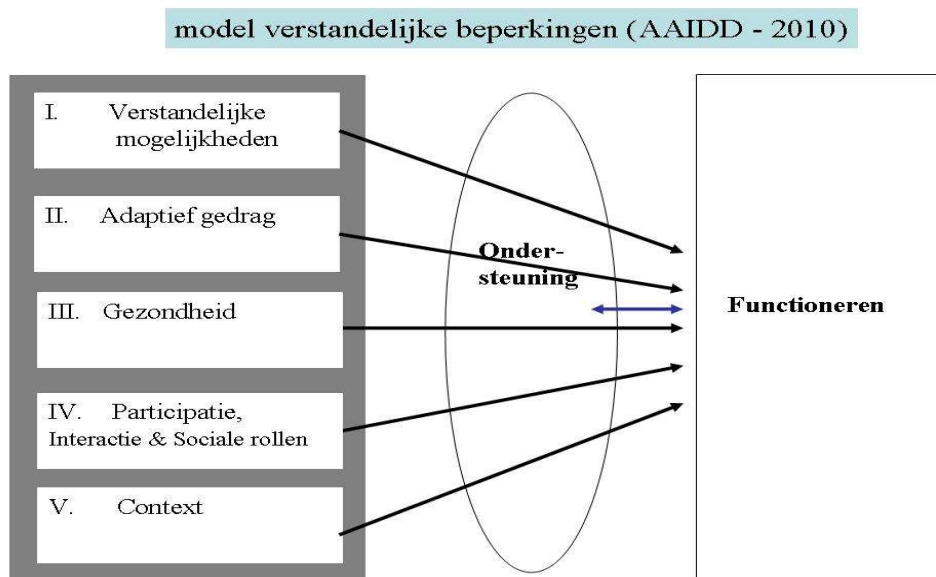 model verstandelijke beperkingen (AAIDD - 2010)
I. Verstandelijke
mogelijkheden
II. Adaptief gedrag
III. Gezondheid
IV. Participatie,
Interactie & Sociale rollen
V. Context
Onder-
steuning
Functioneren